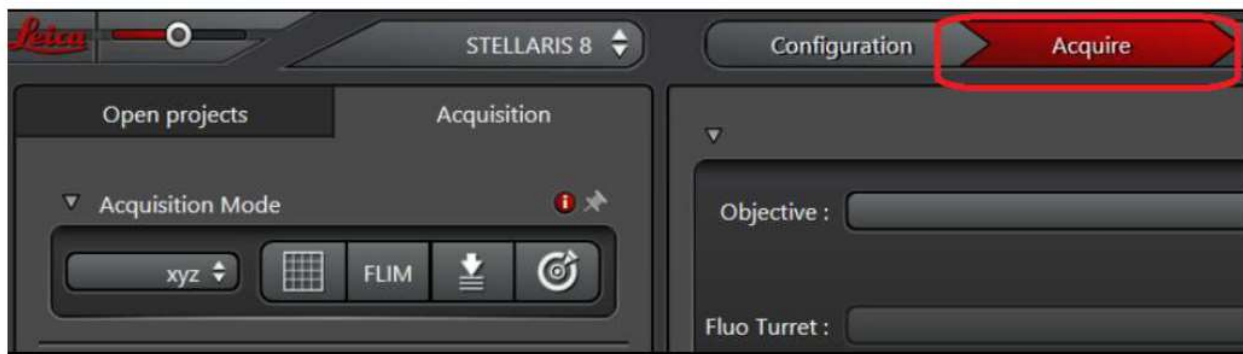 Leica
STELLARIS 8
Configuration
Acquire
Open projects
Acquisition
Acquisition Mode
xyz
FLIM
Objective :
Fluo Turret :